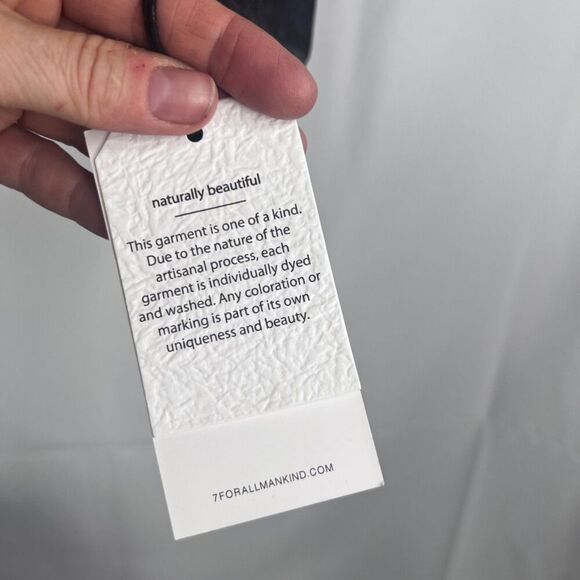 naturally beautiful
This garment is one of a kind.
Due to the nature of the
artisanal process, each
garment is individually dyed
and washed. Any coloration or
marking is part of its own
uniqueness and beauty.
7FORALLMANKIND.COM